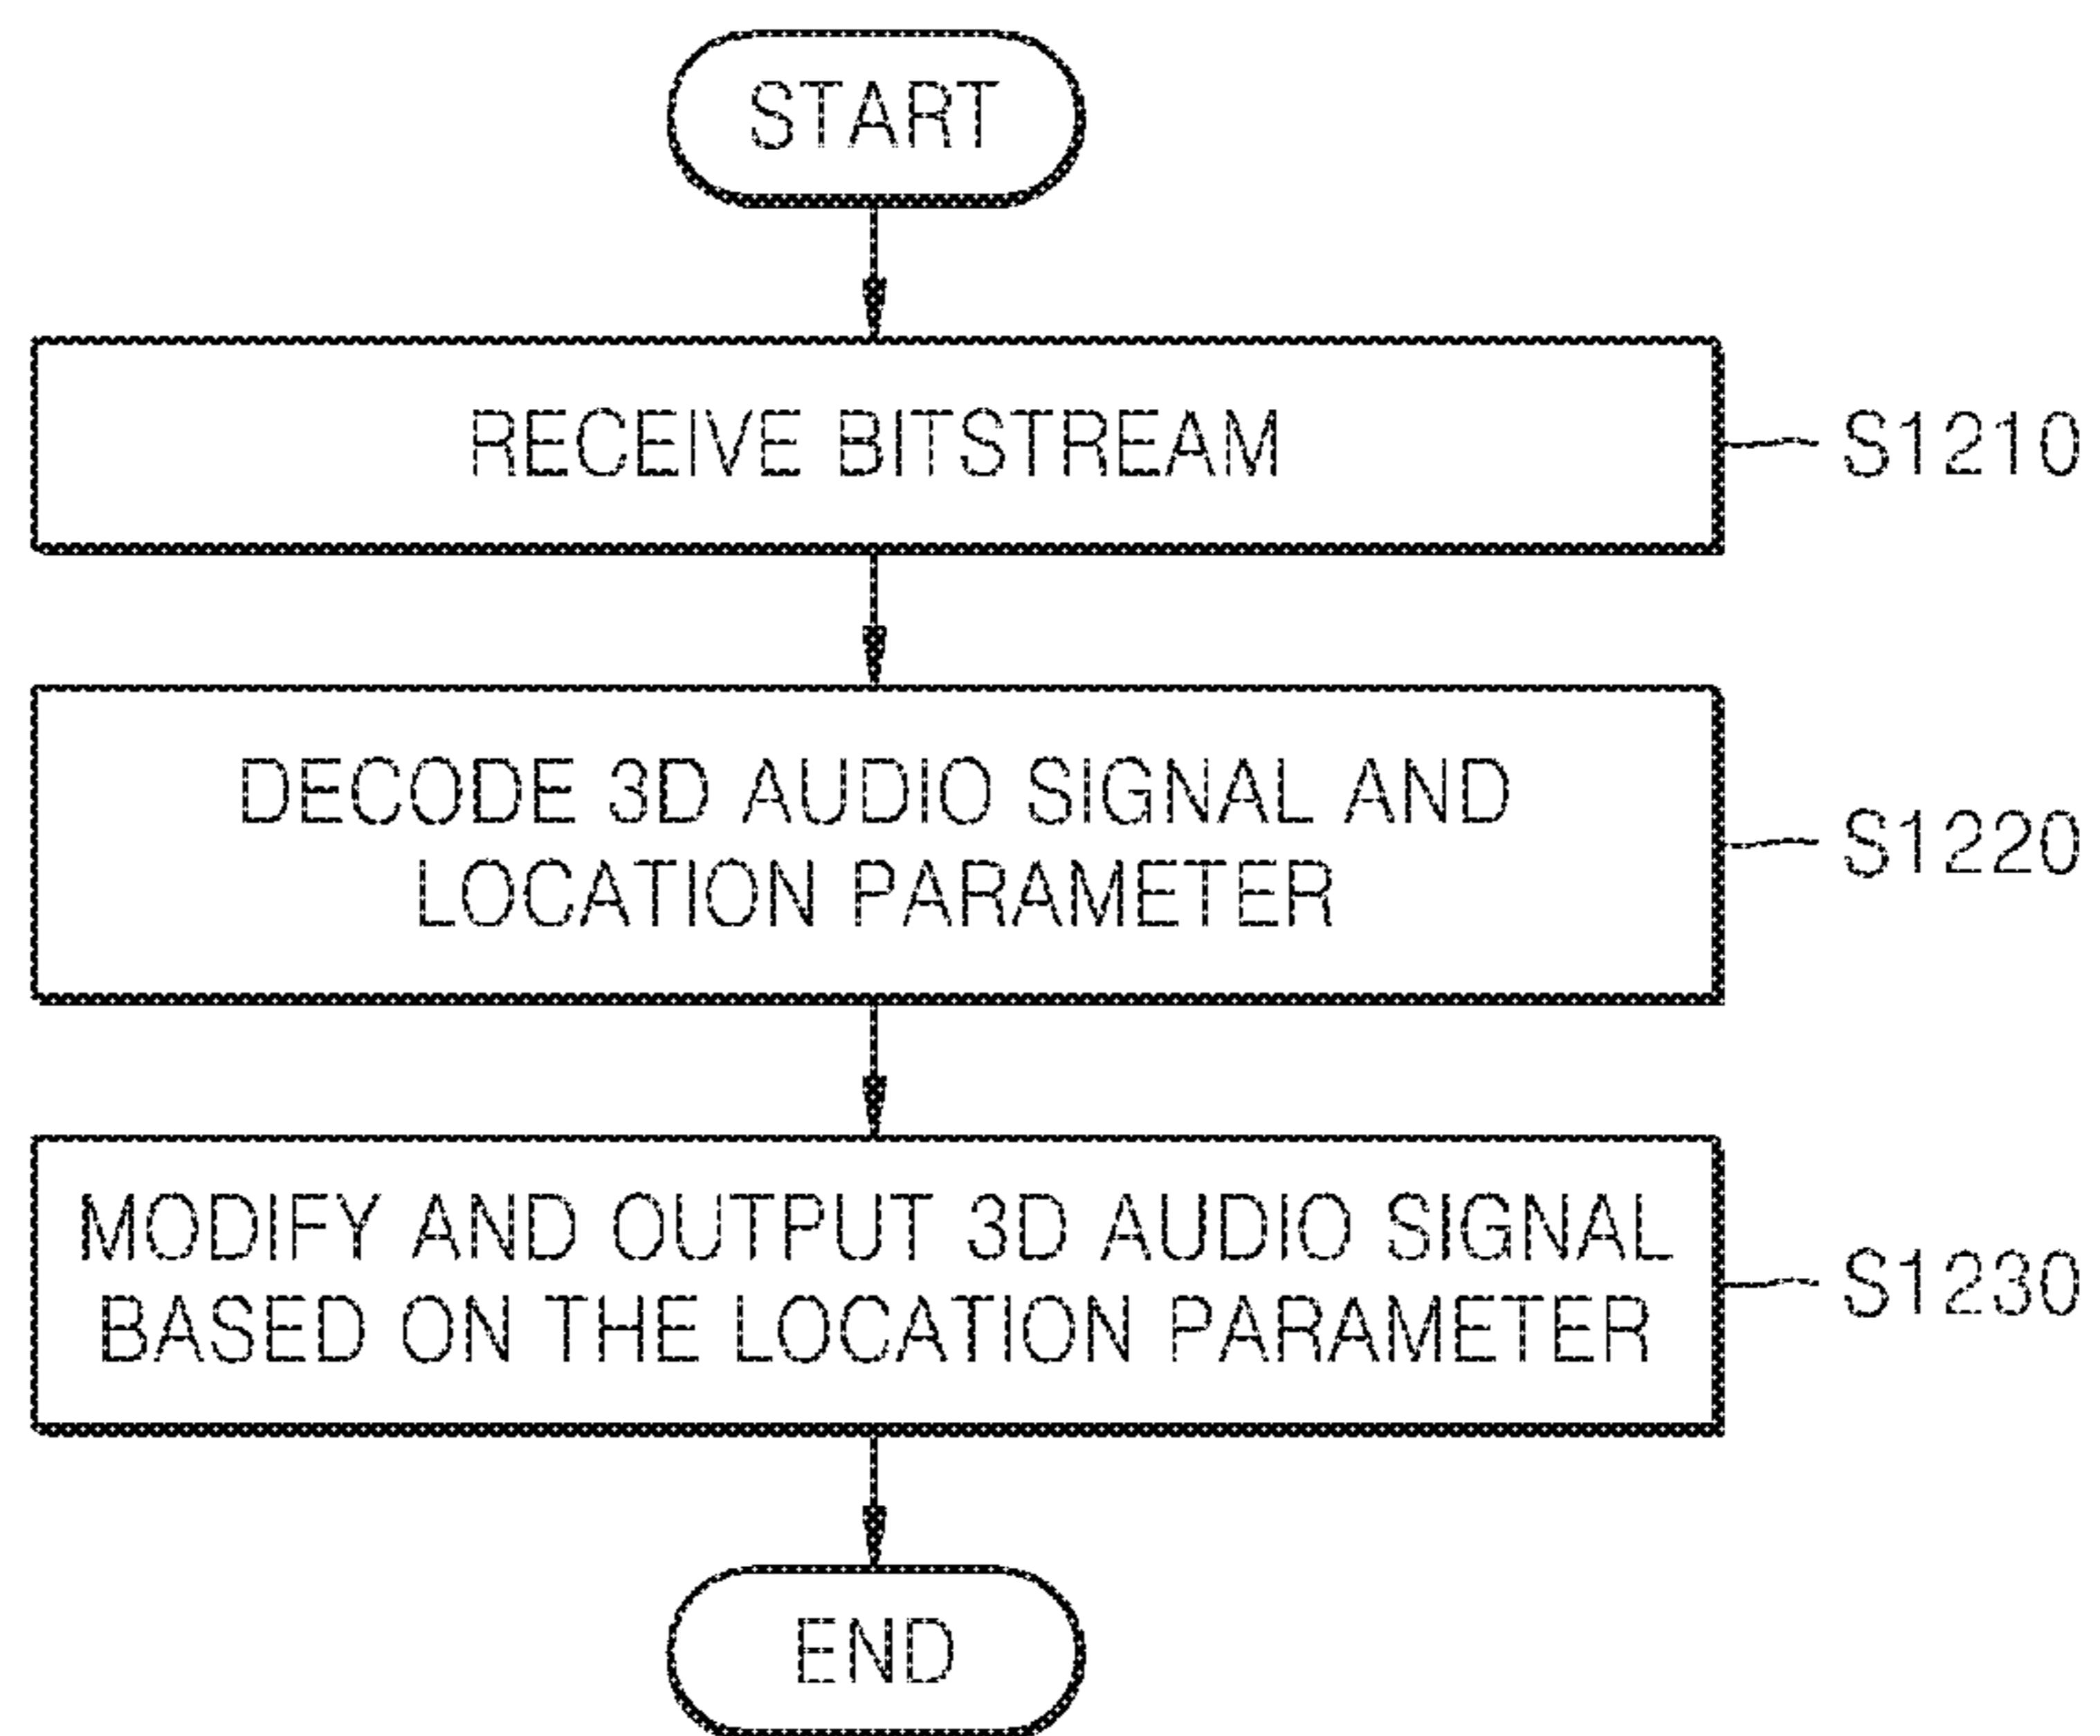 START
RECEIVE BITSTREAM
S1210
DECODE 3D AUDIO SIGNAL AND
LOCATION PARAMETER
S1220
MODIFY AND OUTPUT 3D AUDIO SIGNAL
BASED ON THE LOCATION PARAMETER
S1230
END